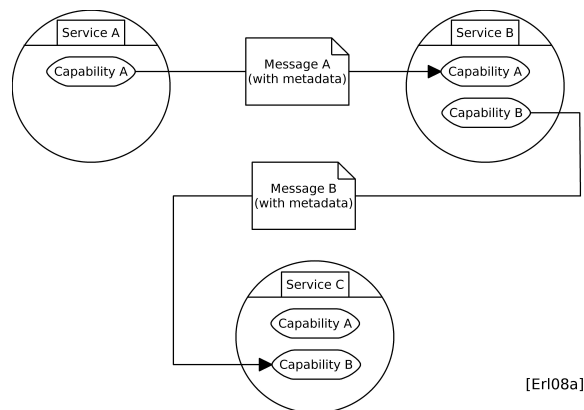 Service A
Capability A
Message A
(with metadata)
Service B
Capability A
Capability B
Message B
(with metadata)
Service C
Capability A
Capability B
[Erl08a]